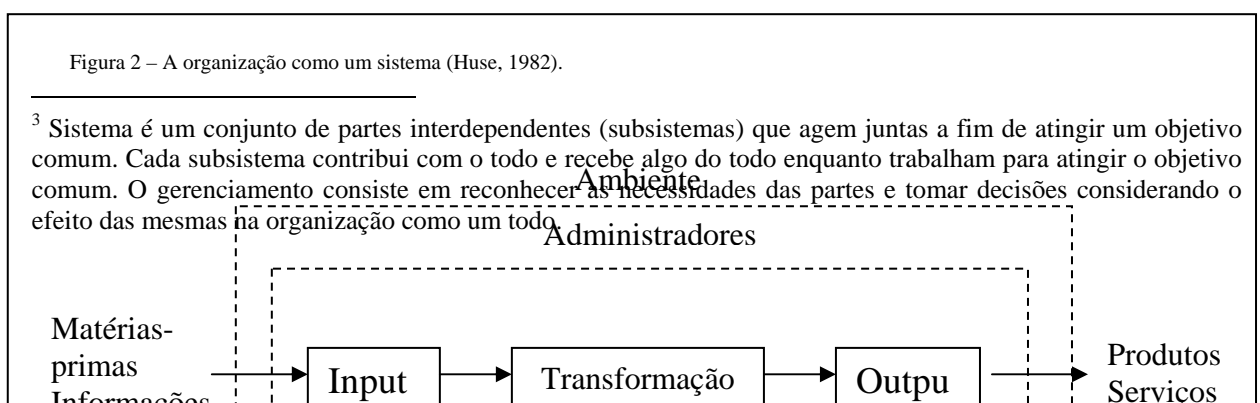 Figura 2 – A organização como um sistema (Huse, 1982).
3 Sistema é um conjunto de partes interdependentes (subsistemas) que agem juntas a fim de atingir um objetivo
comum. Cada subsistema contribui com o todo e recebe algo do todo enquanto trabalham para atingir o objetivo
comum. O gerenciamento consiste em reconhecer as necessidades das partes e tomar decisões considerando o
efeito das mesmas na organização como um todo.
Ambiente
Administradores
Matérias-
primas
Informações
Input
Transformação
Outpu
Produtos
Serviços